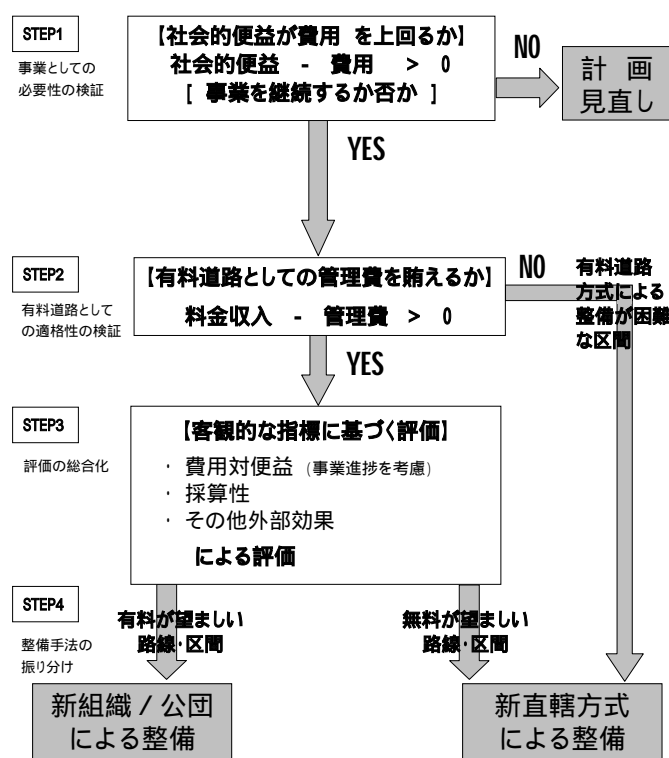 STEP1
事業としての
必要性の検証
【社会的便益が費用 を上回るか】
社会的便益 - 費用 > 0
[ 事業を継続するか否か ]
NO
計 画
見直し
YES
STEP2
有料道路として
の適格性の検証
【有料道路としての管理費を賄えるか】
料金収入 - 管理費 > 0
NO
有料道路
方式による
整備が困難
な区間
YES
STEP3
評価の総合化
【客観的な指標に基づく評価】
・ 費用対便益 (事業進捗を考慮)
・ 採算性
・ その他外部効果
による評価
STEP4
整備手法の
振り分け
有料が望ましい
路線・区間
無料が望ましい
路線・区間
新組織 / 公団
による整備
新直轄方式
による整備